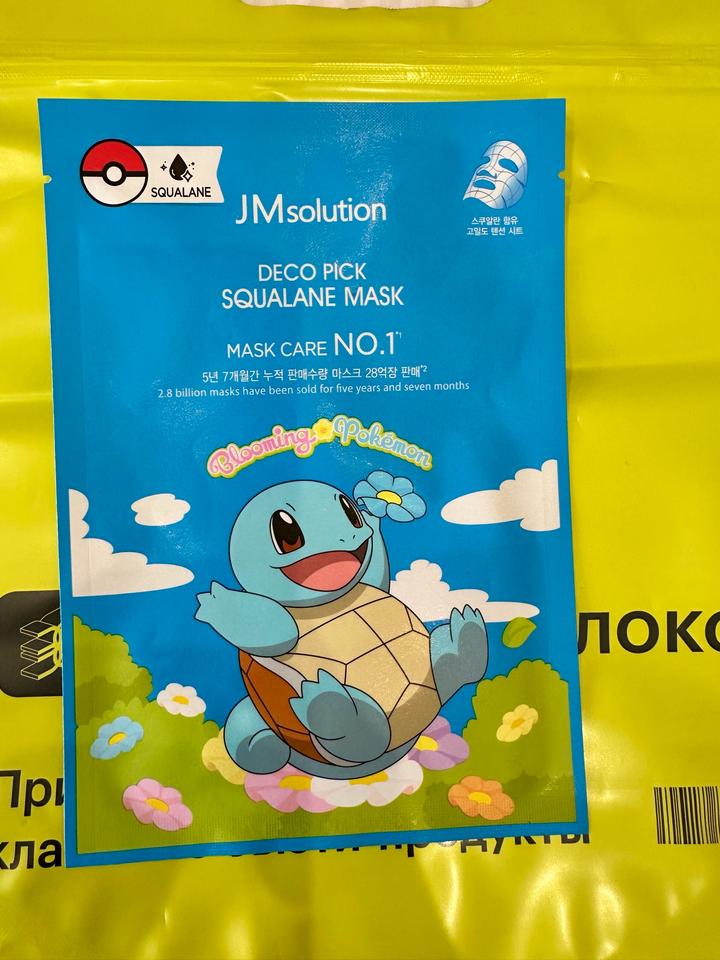 SQUALANE
JMsolution
스쿠알란 함유
고밀도 텐션 시트
DECO PICK
SQUALANE MASK
MASK CARE NO.1*1
5년 7개월간 누적 판매수량 마스크 28억장 판매*2
2.8 billion masks have been sold for five years and seven months
Blooming Pokémon
продукты